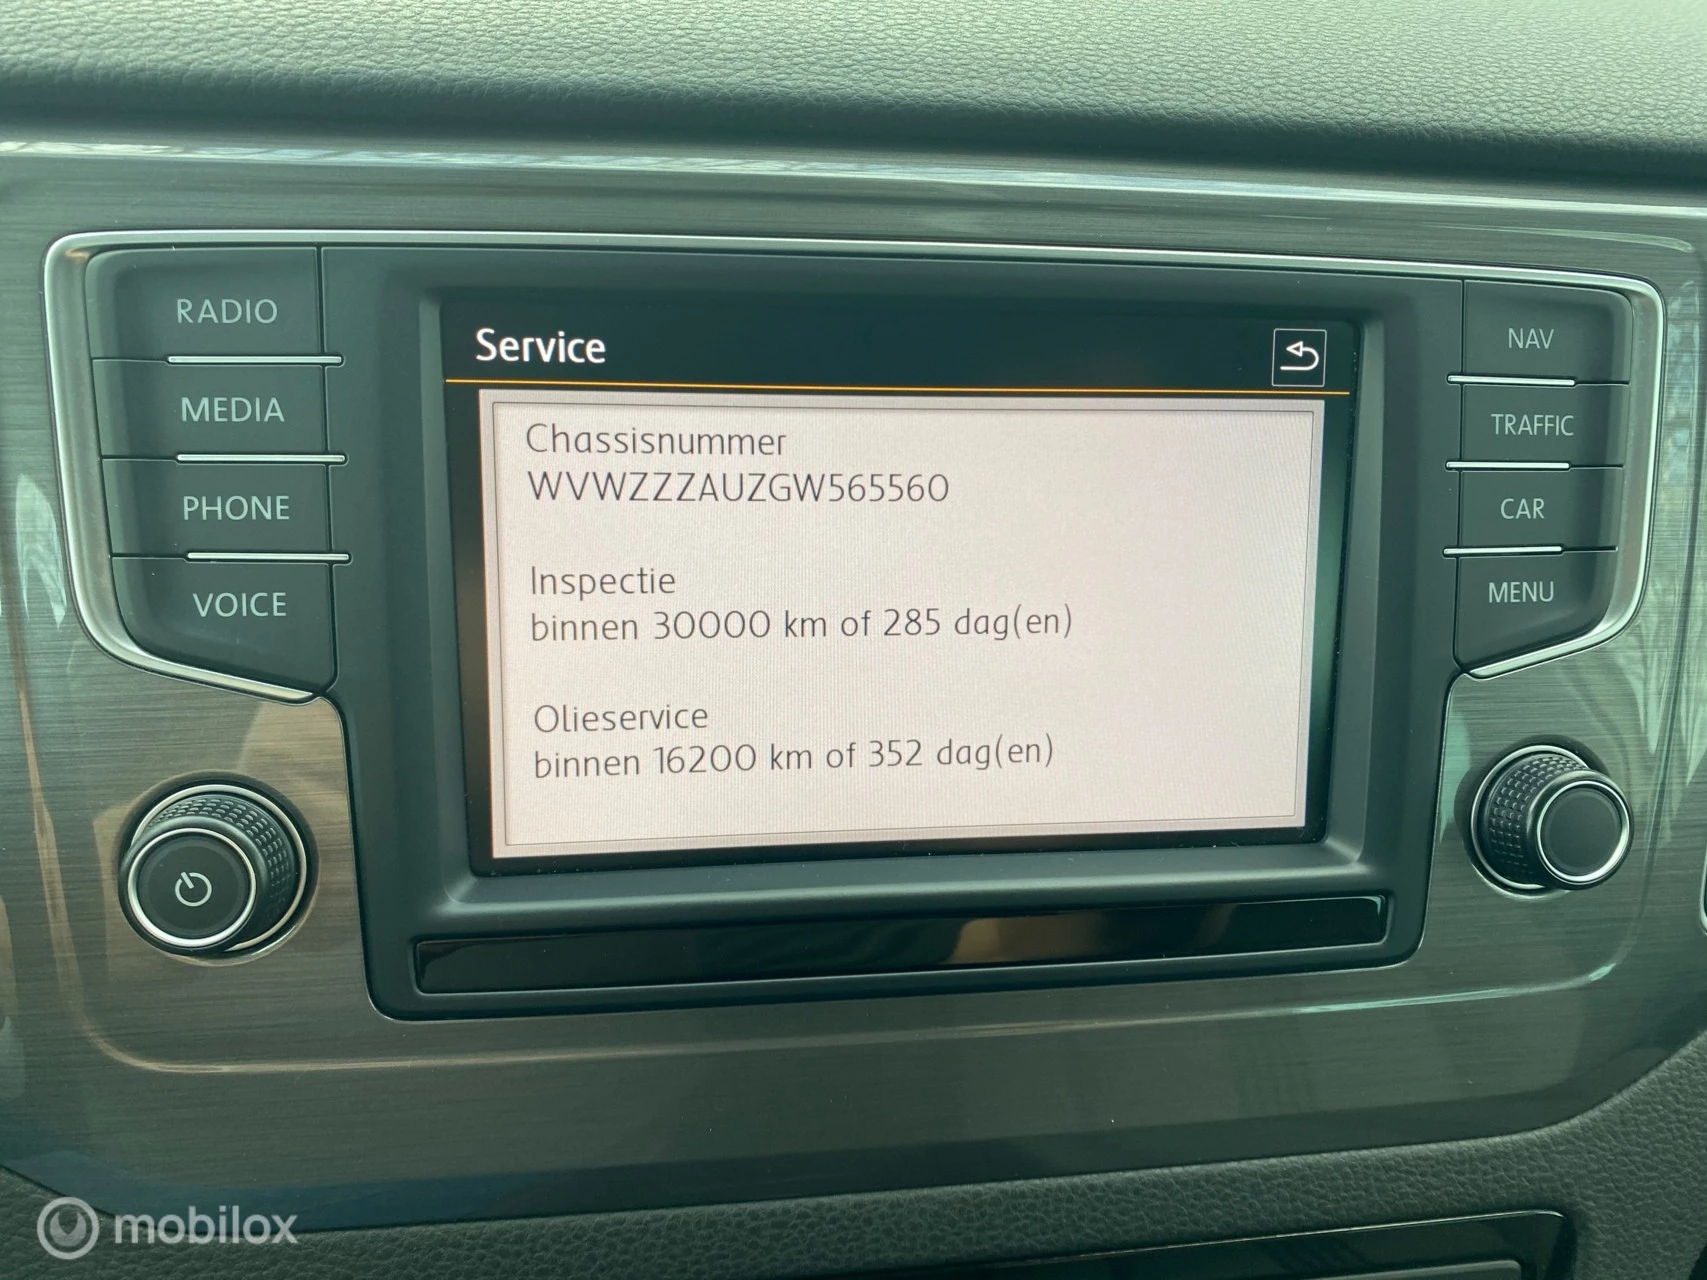 RADIO
MEDIA
PHONE
VOICE
Service
Chassisnummer
WVWZZZAUZGW565560
Inspectie
binnen 30000 km of 285 dag(en)
Olieservice
binnen 16200 km of 352 dag(en)
NAV
TRAFFIC
CAR
MENU
mobilox